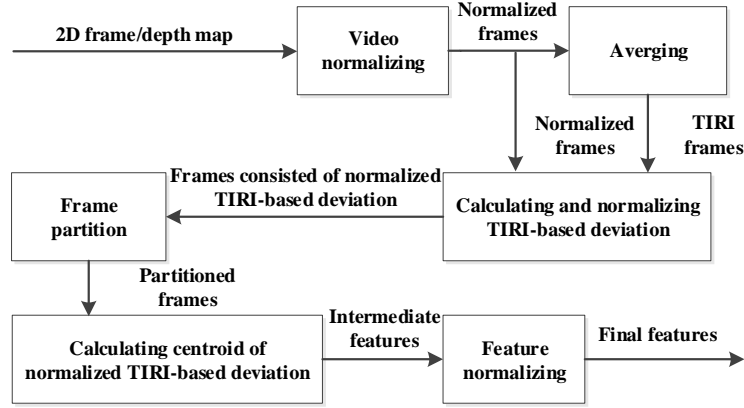 2D frame/depth map
Video
normalizing
Normalized
frames
Averging
Normalized
frames
TIRI
frames
Frames consisted of normalized
TIRI-based deviation
Frame
partition
Calculating and normalizing
TIRI-based deviation
Partitioned
frames
Calculating centroid of
normalized TIRI-based deviation
Intermediate
features
Feature
normalizing
Final features